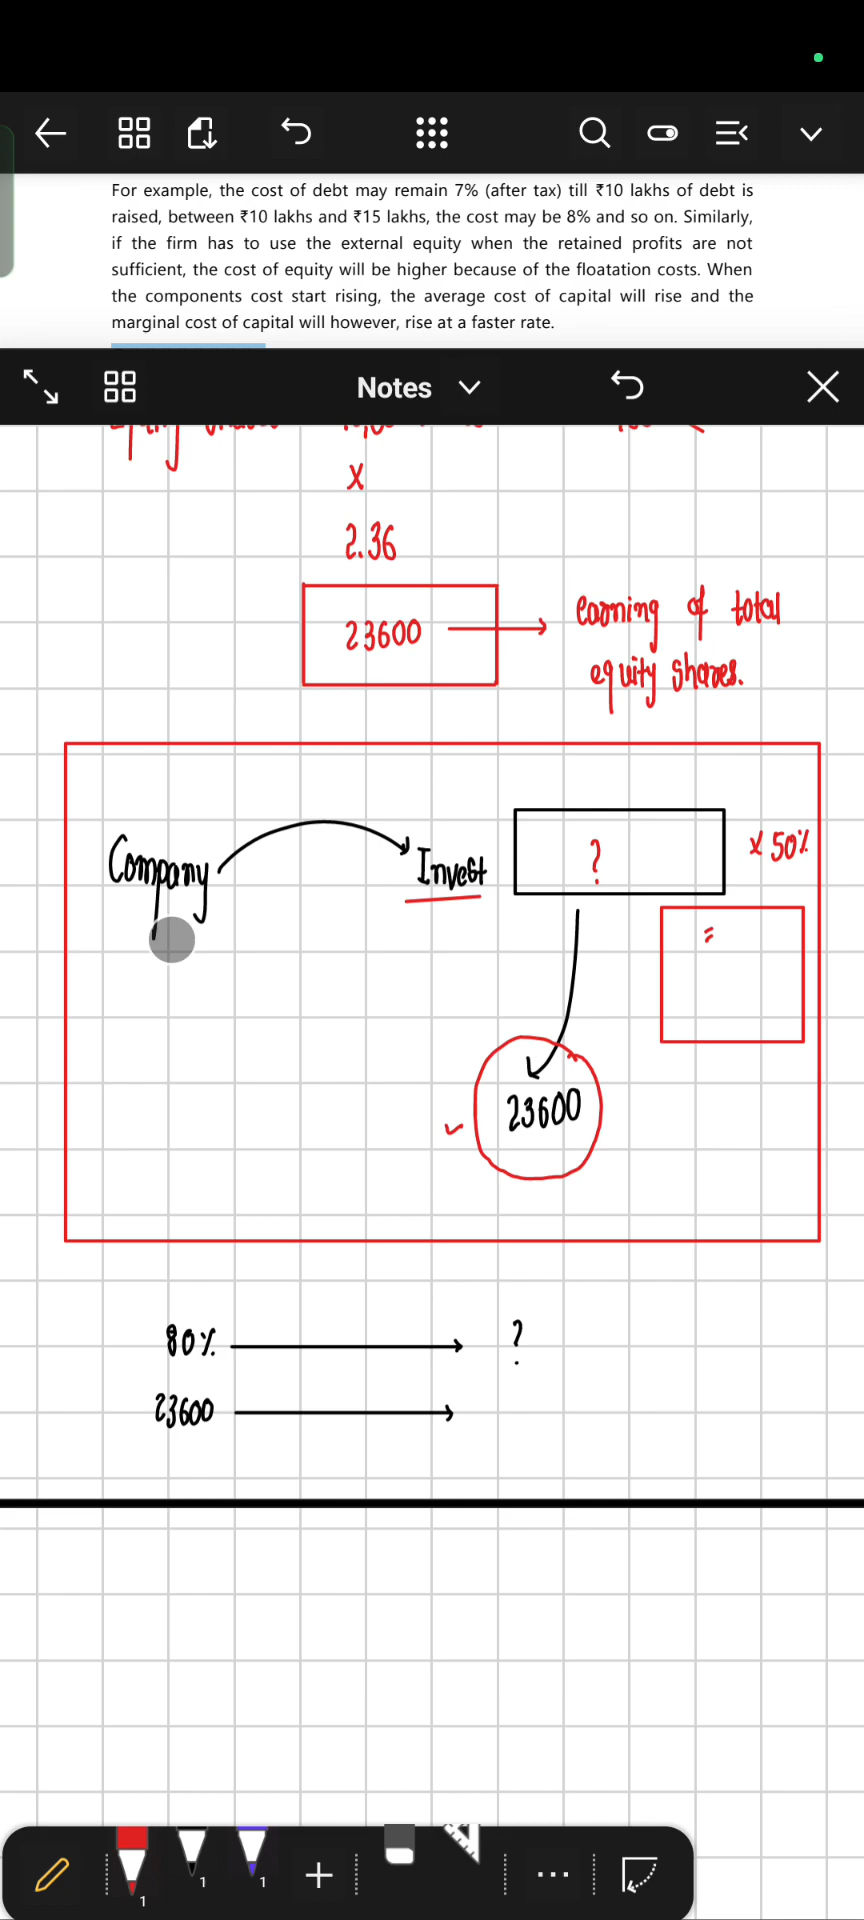 For example, the cost of debt may remain 7% (after tax) till ₹10 lakhs of debt is
raised, between ₹10 lakhs and ₹15 lakhs, the cost may be 8% and so on. Similarly,
if the firm has to use the external equity when the retained profits are not
sufficient, the cost of equity will be higher because of the floatation costs. When
the components cost start rising, the average cost of capital will rise and the
marginal cost of capital will however, rise at a faster rate.
Notes
x
2.36
23600 → earning of total
equity shares.
Company Invest ? x 50%
=
23600
80% → ?
23600 →
1 1 1